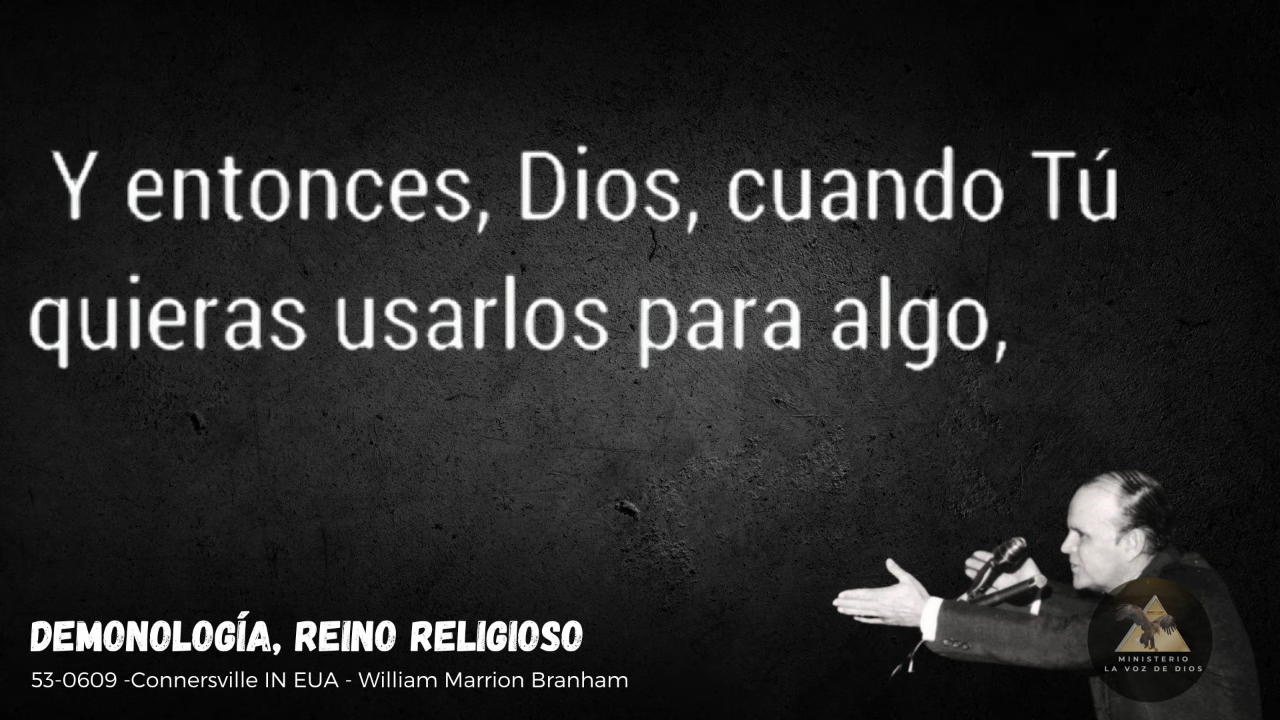 Y entonces, Dios, cuando Tú
quieras usarlos para algo,
DEMONOLOGÍA, REINO RELIGIOSO
53-0609 -Connersville IN EUA - William Marrion Branham
MINISTERIO
LA VOZ DE DIOS